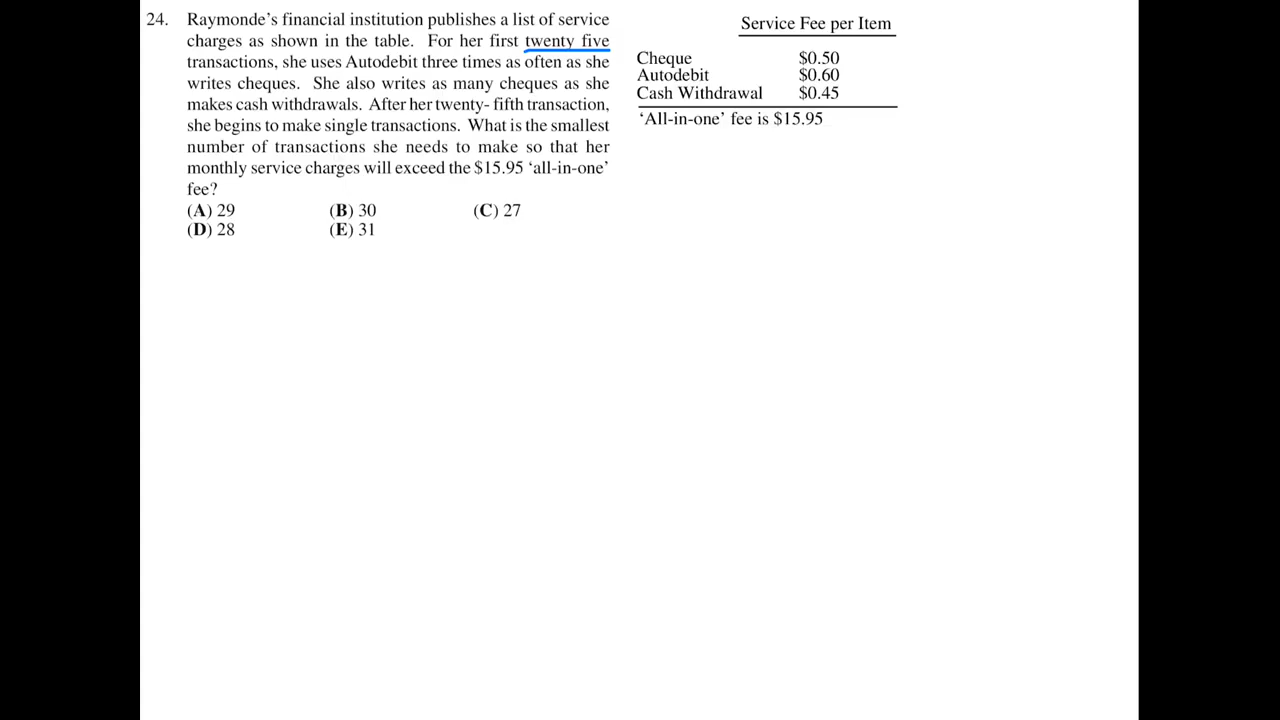 24. Raymonde’s financial institution publishes a list of service
charges as shown in the table. For her first twenty five
transactions, she uses Autodebit three times as often as she
writes cheques. She also writes as many cheques as she
makes cash withdrawals. After her twenty- fifth transaction,
she begins to make single transactions. What is the smallest
number of transactions she needs to make so that her
monthly service charges will exceed the $15.95 ‘all-in-one’
fee?
(A) 29 (B) 30 (C) 27
(D) 28 (E) 31
Service Fee per Item
Cheque $0.50
Autodebit $0.60
Cash Withdrawal $0.45
‘All-in-one’ fee is $15.95